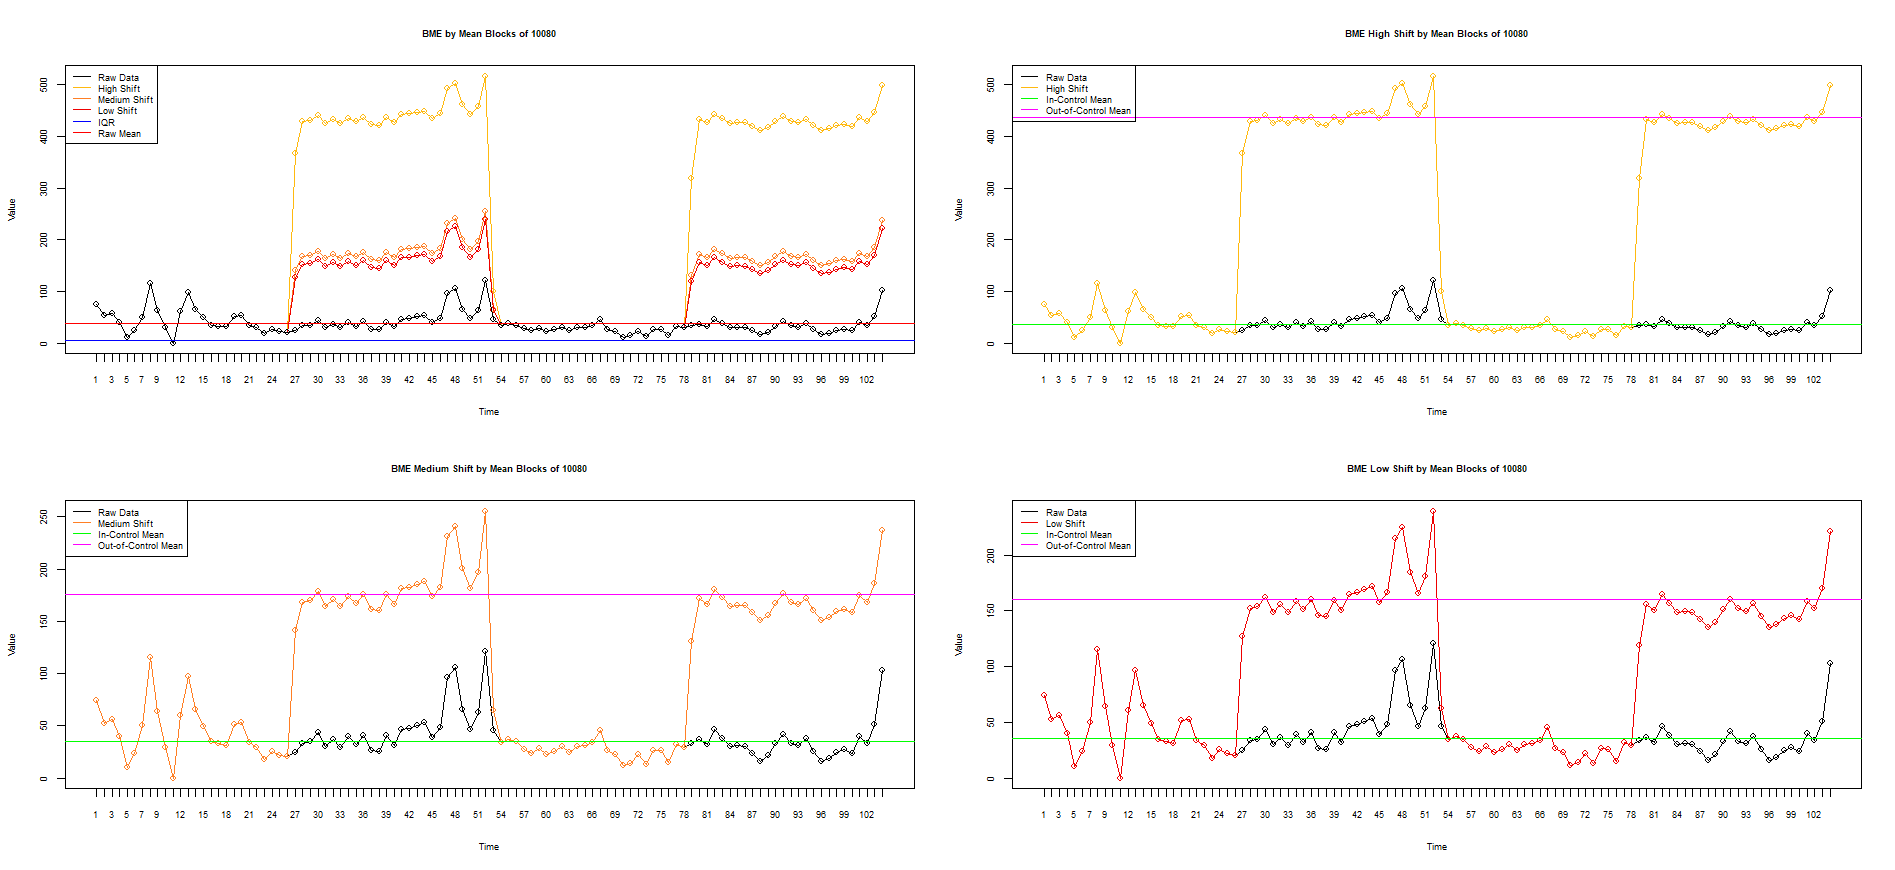 BME by Mean Blocks of 10080
Raw Data
High Shift
Medium Shift
Low Shift
IQR
Raw Mean
Value
0 100 200 300 400 500
1 3 5 7 9 12 15 18 21 24 27 30 33 36 39 42 45 48 51 54 57 60 63 66 69 72 75 78 81 84 87 90 93 96 99 102
Time
BME High Shift by Mean Blocks of 10080
Raw Data
High Shift
In-Control Mean
Out-of-Control Mean
Value
0 100 200 300 400 500
1 3 5 7 9 12 15 18 21 24 27 30 33 36 39 42 45 48 51 54 57 60 63 66 69 72 75 78 81 84 87 90 93 96 99 102
Time
BME Medium Shift by Mean Blocks of 10080
Raw Data
Medium Shift
In-Control Mean
Out-of-Control Mean
Value
0 50 100 150 200 250
1 3 5 7 9 12 15 18 21 24 27 30 33 36 39 42 45 48 51 54 57 60 63 66 69 72 75 78 81 84 87 90 93 96 99 102
Time
BME Low Shift by Mean Blocks of 10080
Raw Data
Low Shift
In-Control Mean
Out-of-Control Mean
Value
0 50 100 150 200
1 3 5 7 9 12 15 18 21 24 27 30 33 36 39 42 45 48 51 54 57 60 63 66 69 72 75 78 81 84 87 90 93 96 99 102
Time